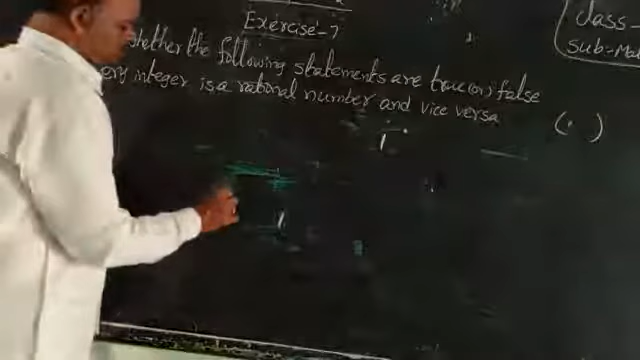 Exercise-7
class-
sub-Ma
whether the following statements are true (or) false
ery integer is a rational number and vice versa ( )